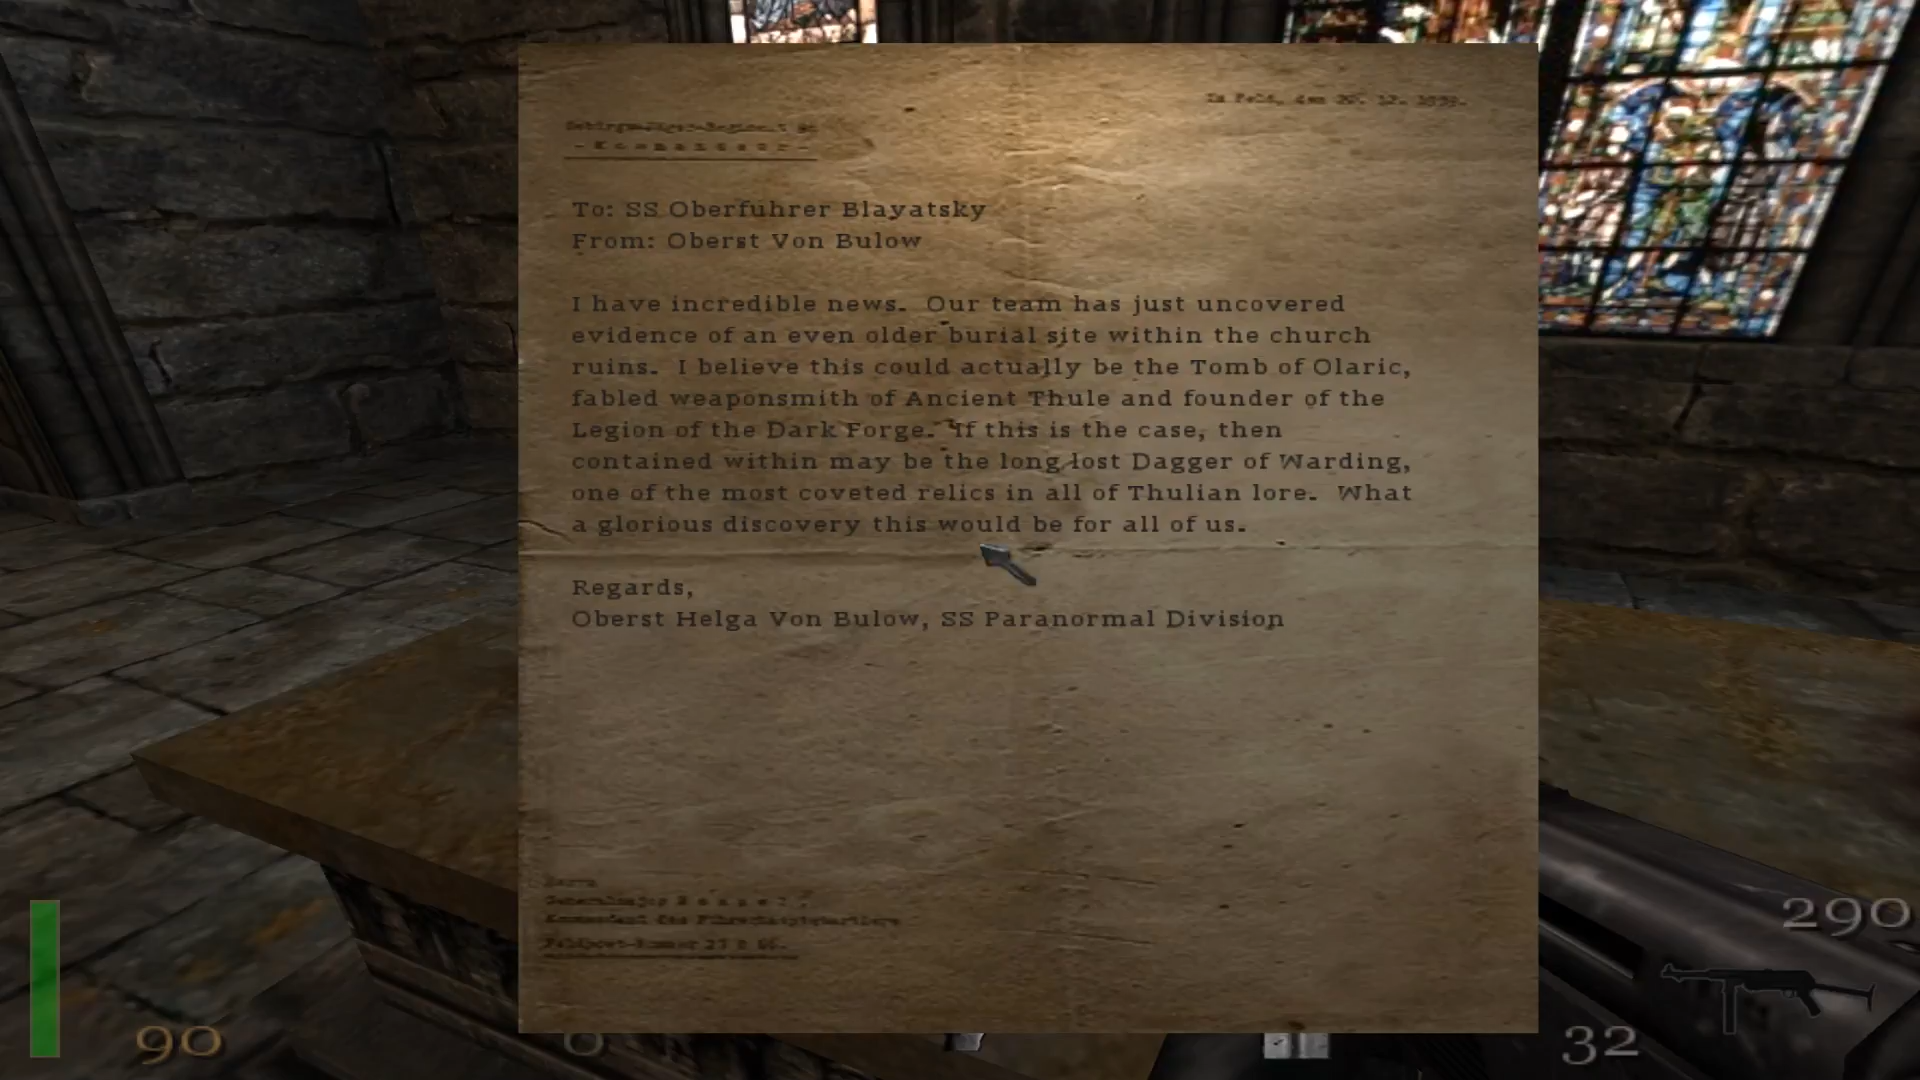 To: SS Oberfuhrer Blayatsky
From: Oberst Von Bulow
I have incredible news. Our team has just uncovered
evidence of an even older burial site within the church
ruins. I believe this could actually be the Tomb of Olaric,
fabled weaponsmith of Ancient Thule and founder of the
Legion of the Dark Forge. If this is the case, then
contained within may be the long lost Dagger of Warding,
one of the most coveted relics in all of Thulian lore. What
a glorious discovery this would be for all of us.
Regards,
Oberst Helga Von Bulow, SS Paranormal Division
290
90
0
32